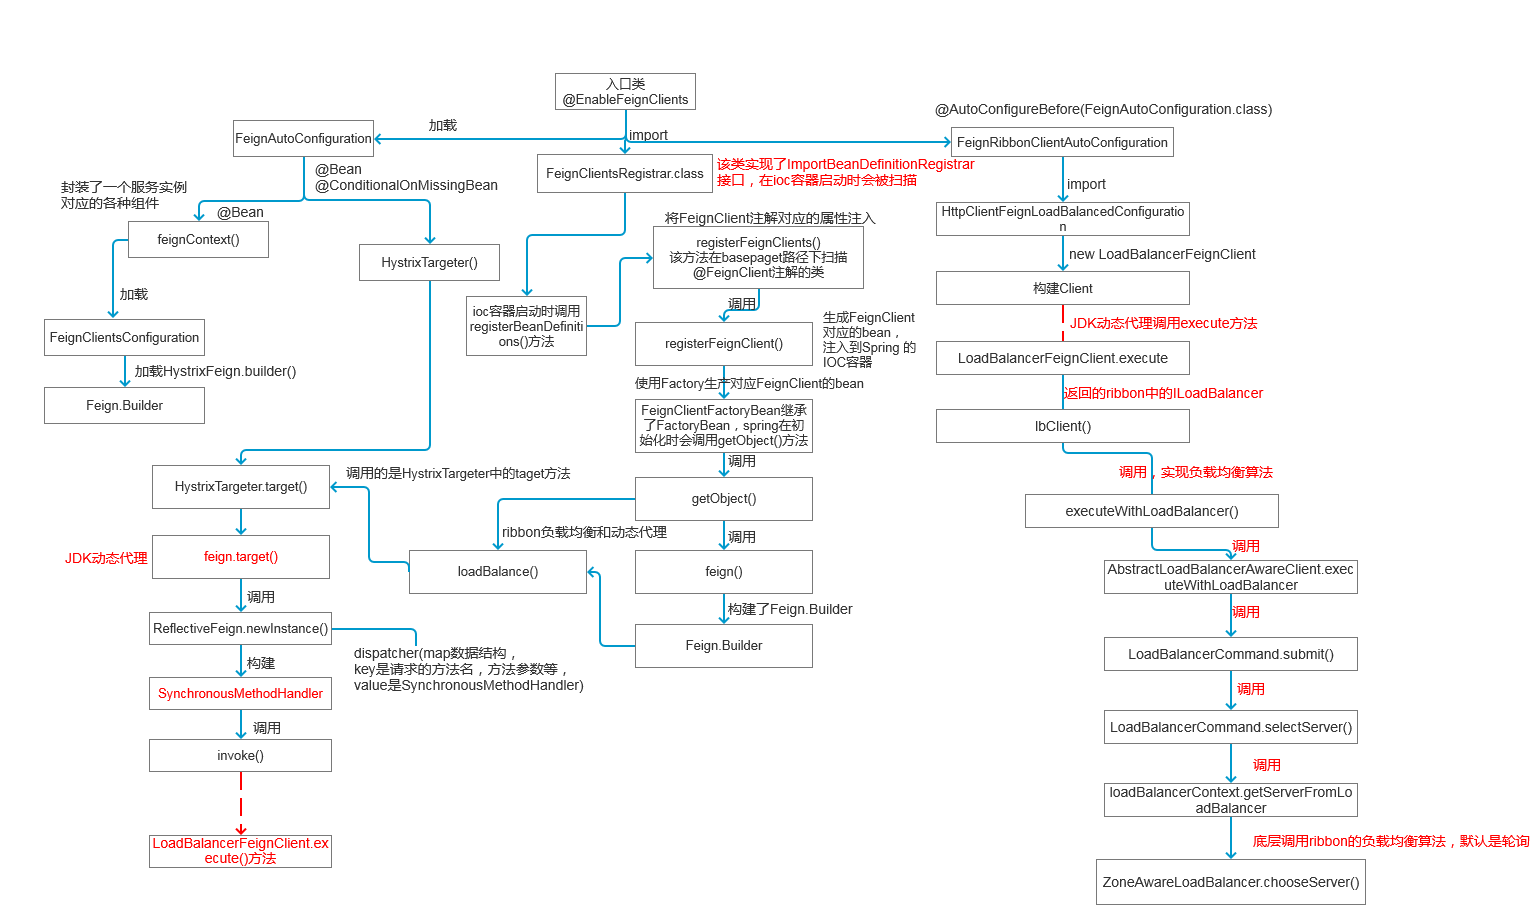 入口类
@EnableFeignClients
@AutoConfigureBefore(FeignAutoConfiguration.class)
加载
import
FeignAutoConfiguration
FeignRibbonClientAutoConfiguration
@Bean
@ConditionalOnMissingBean
FeignClientsRegistrar.class
该类实现了ImportBeanDefinitionRegistrar
接口，在ioc容器启动时会被扫描
import
封装了一个服务实例
对应的各种组件
@Bean
feignContext()
HystrixTargeter()
将FeignClient注解对应的属性注入
registerFeignClients()
该方法在basepaget路径下扫描
@FeignClient注解的类
HttpClientFeignLoadBalancedConfiguratio
n
new LoadBalancerFeignClient
构建Client
加载
ioc容器启动时调用
registerBeanDefiniti
ons()方法
调用
生成FeignClient
对应的bean，
注入到Spring 的
IOC容器
JDK动态代理调用execute方法
FeignClientsConfiguration
registerFeignClient()
LoadBalancerFeignClient.execute
加载HystrixFeign.builder()
使用Factory生产对应FeignClient的bean
返回的ribbon中的ILoadBalancer
Feign.Builder
FeignClientFactoryBean继承
了FactoryBean，spring在初
始化时会调用getObject()方法
lbClient()
调用
调用的是HystrixTargeter中的taget方法
调用，实现负载均衡算法
HystrixTargeter.target()
getObject()
executeWithLoadBalancer()
ribbon负载均衡和动态代理
调用
调用
JDK动态代理
feign.target()
loadBalance()
feign()
AbstractLoadBalancerAwareClient.exec
uteWithLoadBalancer
调用
构建了Feign.Builder
调用
ReflectiveFeign.newInstance()
Feign.Builder
LoadBalancerCommand.submit()
dispatcher(map数据结构，
key是请求的方法名，方法参数等，
value是SynchronousMethodHandler)
构建
调用
SynchronousMethodHandler
LoadBalancerCommand.selectServer()
调用
invoke()
调用
loadBalancerContext.getServerFromLo
adBalancer
LoadBalancerFeignClient.ex
ecute()方法
底层调用ribbon的负载均衡算法，默认是轮询
ZoneAwareLoadBalancer.chooseServer()